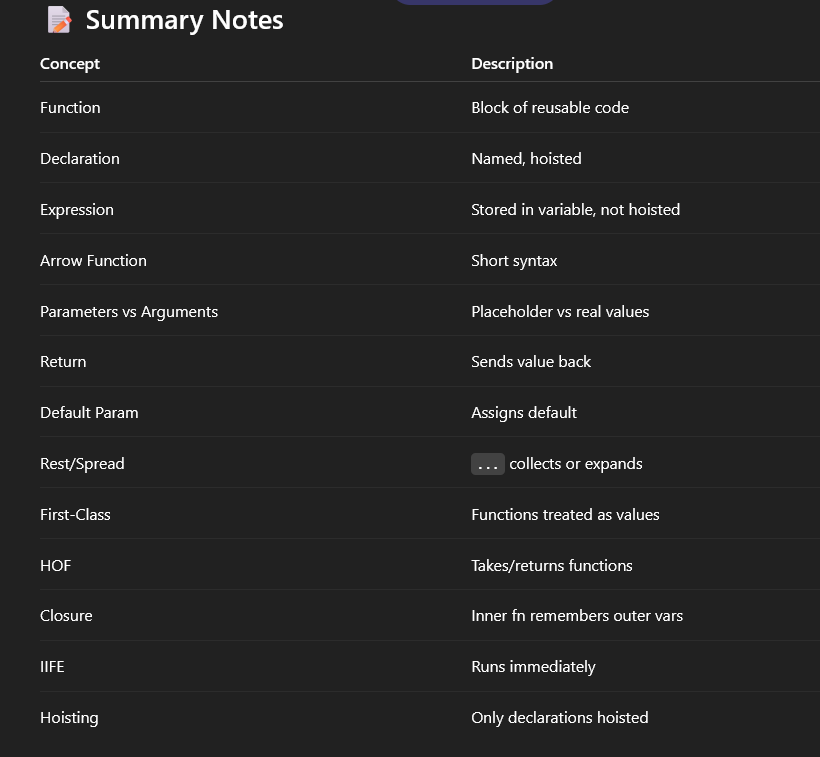 📝 Summary Notes
Concept Description
Function Block of reusable code
Declaration Named, hoisted
Expression Stored in variable, not hoisted
Arrow Function Short syntax
Parameters vs Arguments Placeholder vs real values
Return Sends value back
Default Param Assigns default
Rest/Spread ... collects or expands
First-Class Functions treated as values
HOF Takes/returns functions
Closure Inner fn remembers outer vars
IIFE Runs immediately
Hoisting Only declarations hoisted